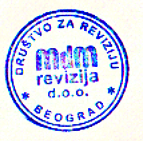 DRUŠTVO ZA REVIZIJU
mdm
revizija
d.o.o.
* BEOGRAD *